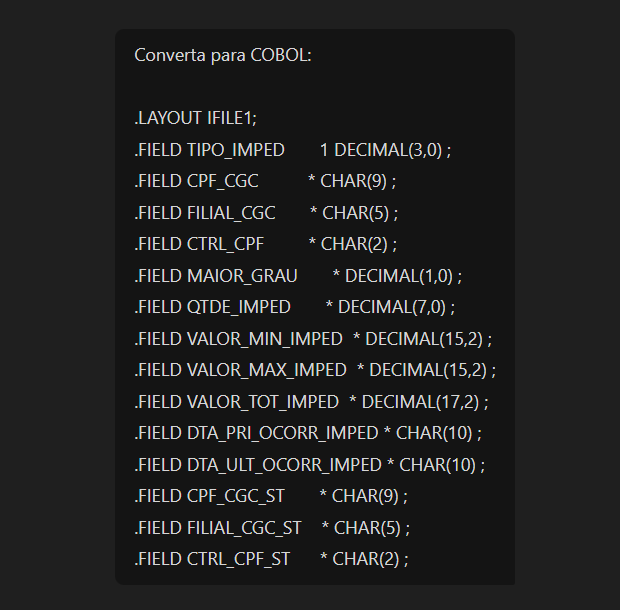 Converta para COBOL:
.LAYOUT IFILE1;
.FIELD TIPO_IMPED 1 DECIMAL(3,0) ;
.FIELD CPF_CGC * CHAR(9) ;
.FIELD FILIAL_CGC * CHAR(5) ;
.FIELD CTRL_CPF * CHAR(2) ;
.FIELD MAIOR_GRAU * DECIMAL(1,0) ;
.FIELD QTDE_IMPED * DECIMAL(7,0) ;
.FIELD VALOR_MIN_IMPED * DECIMAL(15,2) ;
.FIELD VALOR_MAX_IMPED * DECIMAL(15,2) ;
.FIELD VALOR_TOT_IMPED * DECIMAL(17,2) ;
.FIELD DTA_PRI_OCORR_IMPED * CHAR(10) ;
.FIELD DTA_ULT_OCORR_IMPED * CHAR(10) ;
.FIELD CPF_CGC_ST * CHAR(9) ;
.FIELD FILIAL_CGC_ST * CHAR(5) ;
.FIELD CTRL_CPF_ST * CHAR(2) ;